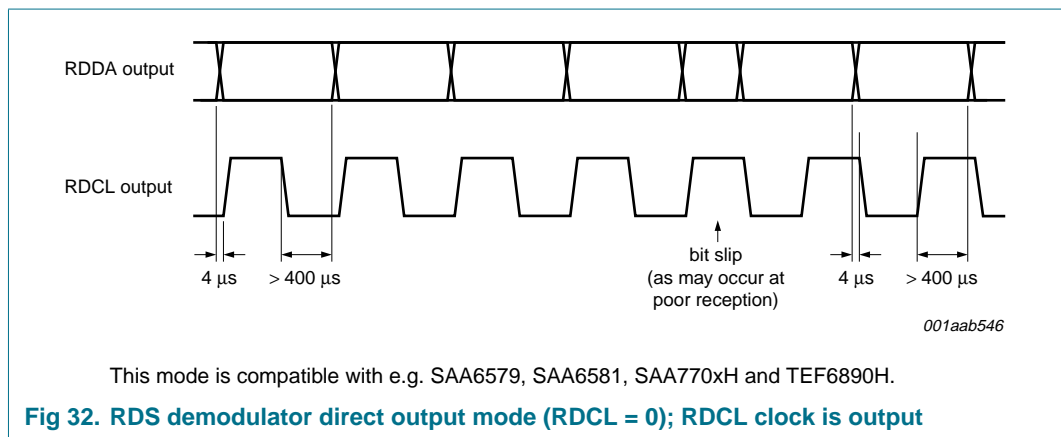 RDDA output
RDCL output
4 μs
> 400 μs
bit slip
(as may occur at
poor reception)
4 μs
> 400 μs
001aab546
This mode is compatible with e.g. SAA6579, SAA6581, SAA770xH and TEF6890H.
Fig 32. RDS demodulator direct output mode (RDCL = 0); RDCL clock is output